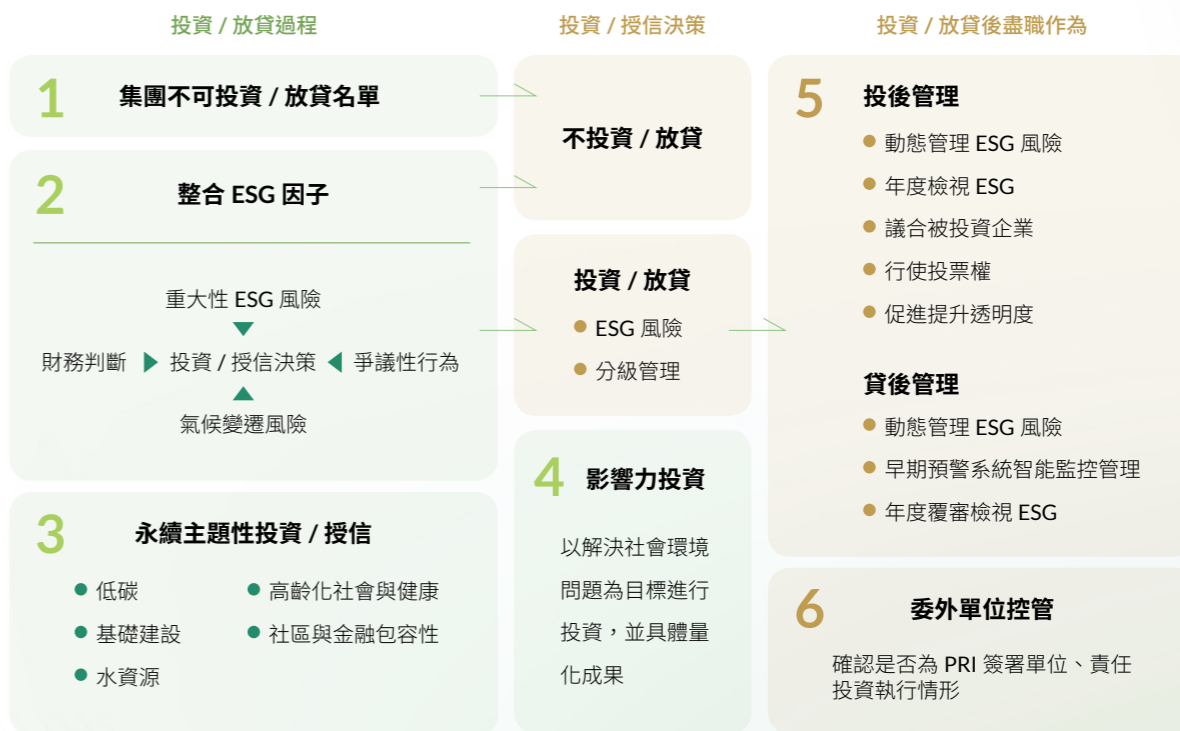 投資 / 放貸過程
1
集團不可投資 / 放貸名單
2
整合 ESG 因子
重大性 ESG 風險
財務判斷
投資 / 授信決策
爭議性行為
氣候變遷風險
3
永續主題性投資 / 授信
低碳
高齡化社會與健康
基礎建設
社區與金融包容性
水資源
投資 / 授信決策
不投資 / 放貸
投資 / 放貸
ESG 風險
分級管理
4
影響力投資
以解決社會環境
問題為目標進行
投資，並具體量
化成果
投資 / 放貸後盡職作為
5
投後管理
動態管理 ESG 風險
年度檢視 ESG
議合被投資企業
行使投票權
促進提升透明度
貸後管理
動態管理 ESG 風險
早期預警系統智能監控管理
年度覆審檢視 ESG
6
委外單位控管
確認是否為 PRI 簽署單位、責任
投資執行情形